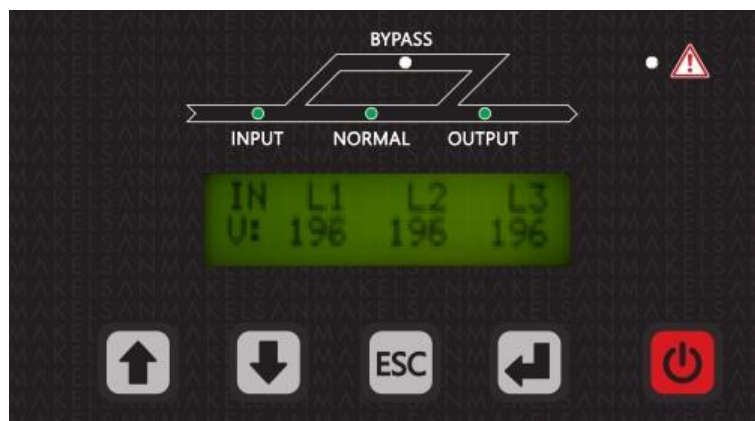 BYPASS
INPUT NORMAL OUTPUT
IN L1 L2 L3
V: 196 196 196
ESC